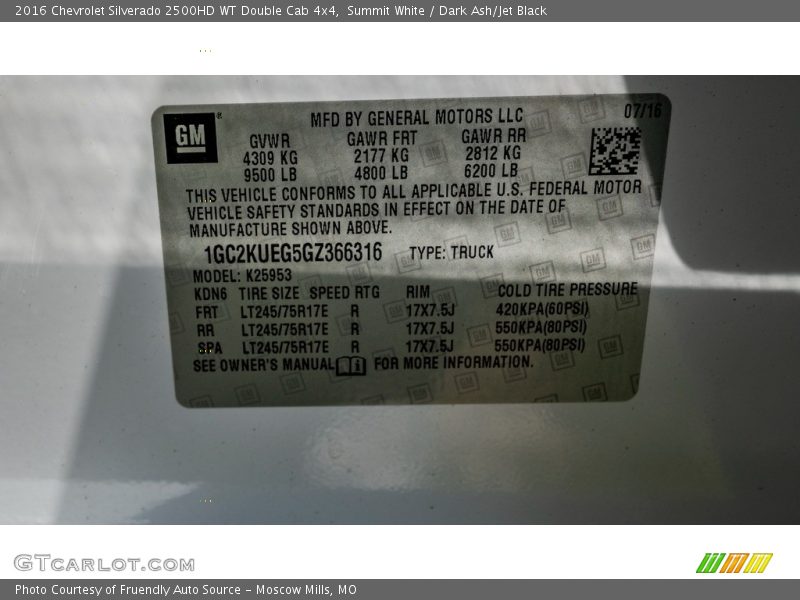 2016 Chevrolet Silverado 2500HD WT Double Cab 4x4, Summit White / Dark Ash/Jet Black
GM
MFD BY GENERAL MOTORS LLC 07/16
GVWR GAWR FRT GAWR RR
4309 KG 2177 KG 2812 KG
9500 LB 4800 LB 6200 LB
THIS VEHICLE CONFORMS TO ALL APPLICABLE U.S. FEDERAL MOTOR
VEHICLE SAFETY STANDARDS IN EFFECT ON THE DATE OF
MANUFACTURE SHOWN ABOVE.
1GC2KUEG5GZ366316 TYPE: TRUCK
MODEL: K25953
KDN6 TIRE SIZE SPEED RTG RIM COLD TIRE PRESSURE
FRT LT245/75R17E R 17X7.5J 420KPA(60PSI)
RR LT245/75R17E R 17X7.5J 550KPA(80PSI)
SPA LT245/75R17E R 17X7.5J 550KPA(80PSI)
SEE OWNER'S MANUAL FOR MORE INFORMATION.
GTcarlot.com
Photo Courtesy of Fruendly Auto Source - Moscow Mills, MO